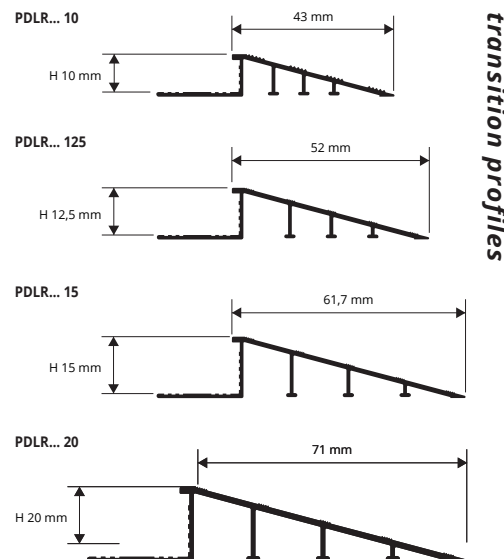 PDLR... 10
43 mm
H 10 mm
transition profiles
PDLR... 125
52 mm
H 12,5 mm
PDLR... 15
61,7 mm
H 15 mm
PDLR... 20
71 mm
H 20 mm